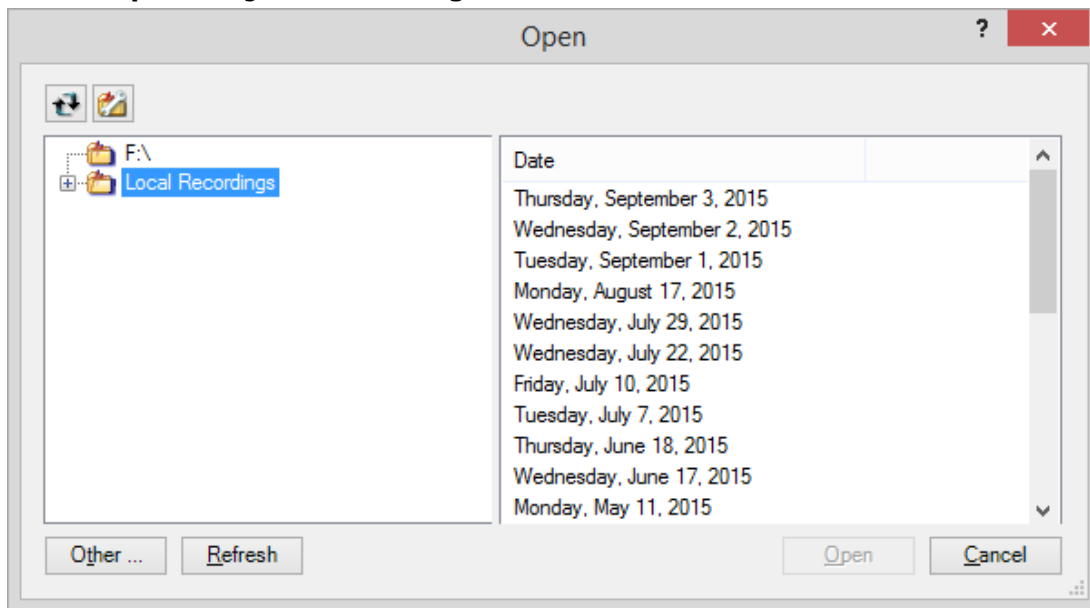 Open
?
F:\
Local Recordings
Date
Thursday, September 3, 2015
Wednesday, September 2, 2015
Tuesday, September 1, 2015
Monday, August 17, 2015
Wednesday, July 29, 2015
Wednesday, July 22, 2015
Friday, July 10, 2015
Tuesday, July 7, 2015
Thursday, June 18, 2015
Wednesday, June 17, 2015
Monday, May 11, 2015
Other ...
Refresh
Open
Cancel